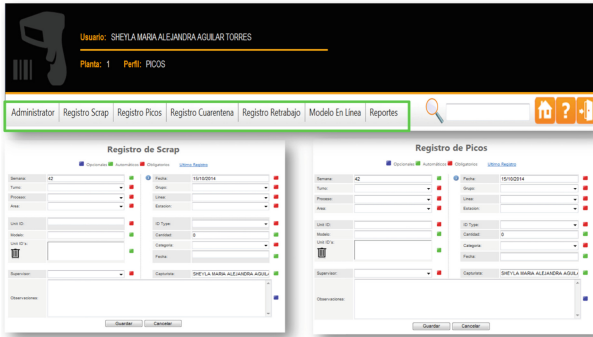 Usuario: SHEYLA MARIA ALEJANDRA AGUILAR TORRES
Planta: 1 Perfil: PICOS
Administrator Registro Scrap Registro Picos Registro Cuarentena Registro Retrabajo Modelo En Línea Reportes
Registro de Scrap
Opcionales Automáticos Obligatorios Ultimo Registro
Semana: 42 Fecha: 15/10/2014
Turno: Grupo:
Proceso: Linea:
Area: Estacion:
Unit ID: ID Type:
Modelo: Cantidad: 0
Unit ID's: Categoria:
Fecha:
Supervisor: Capturista: SHEYLA MARIA ALEJANDRA AGUIL
Observaciones:
Guardar Cancelar
Registro de Picos
Opcionales Automáticos Obligatorios Ultimo Registro
Semana: 42 Fecha: 15/10/2014
Turno: Grupo:
Proceso: Linea:
Area: Estacion:
Unit ID: ID Type:
Modelo: Cantidad: 0
Unit ID's: Categoria:
Fecha:
Supervisor: Capturista: SHEYLA MARIA ALEJANDRA AGUIL
Observaciones:
Guardar Cancelar